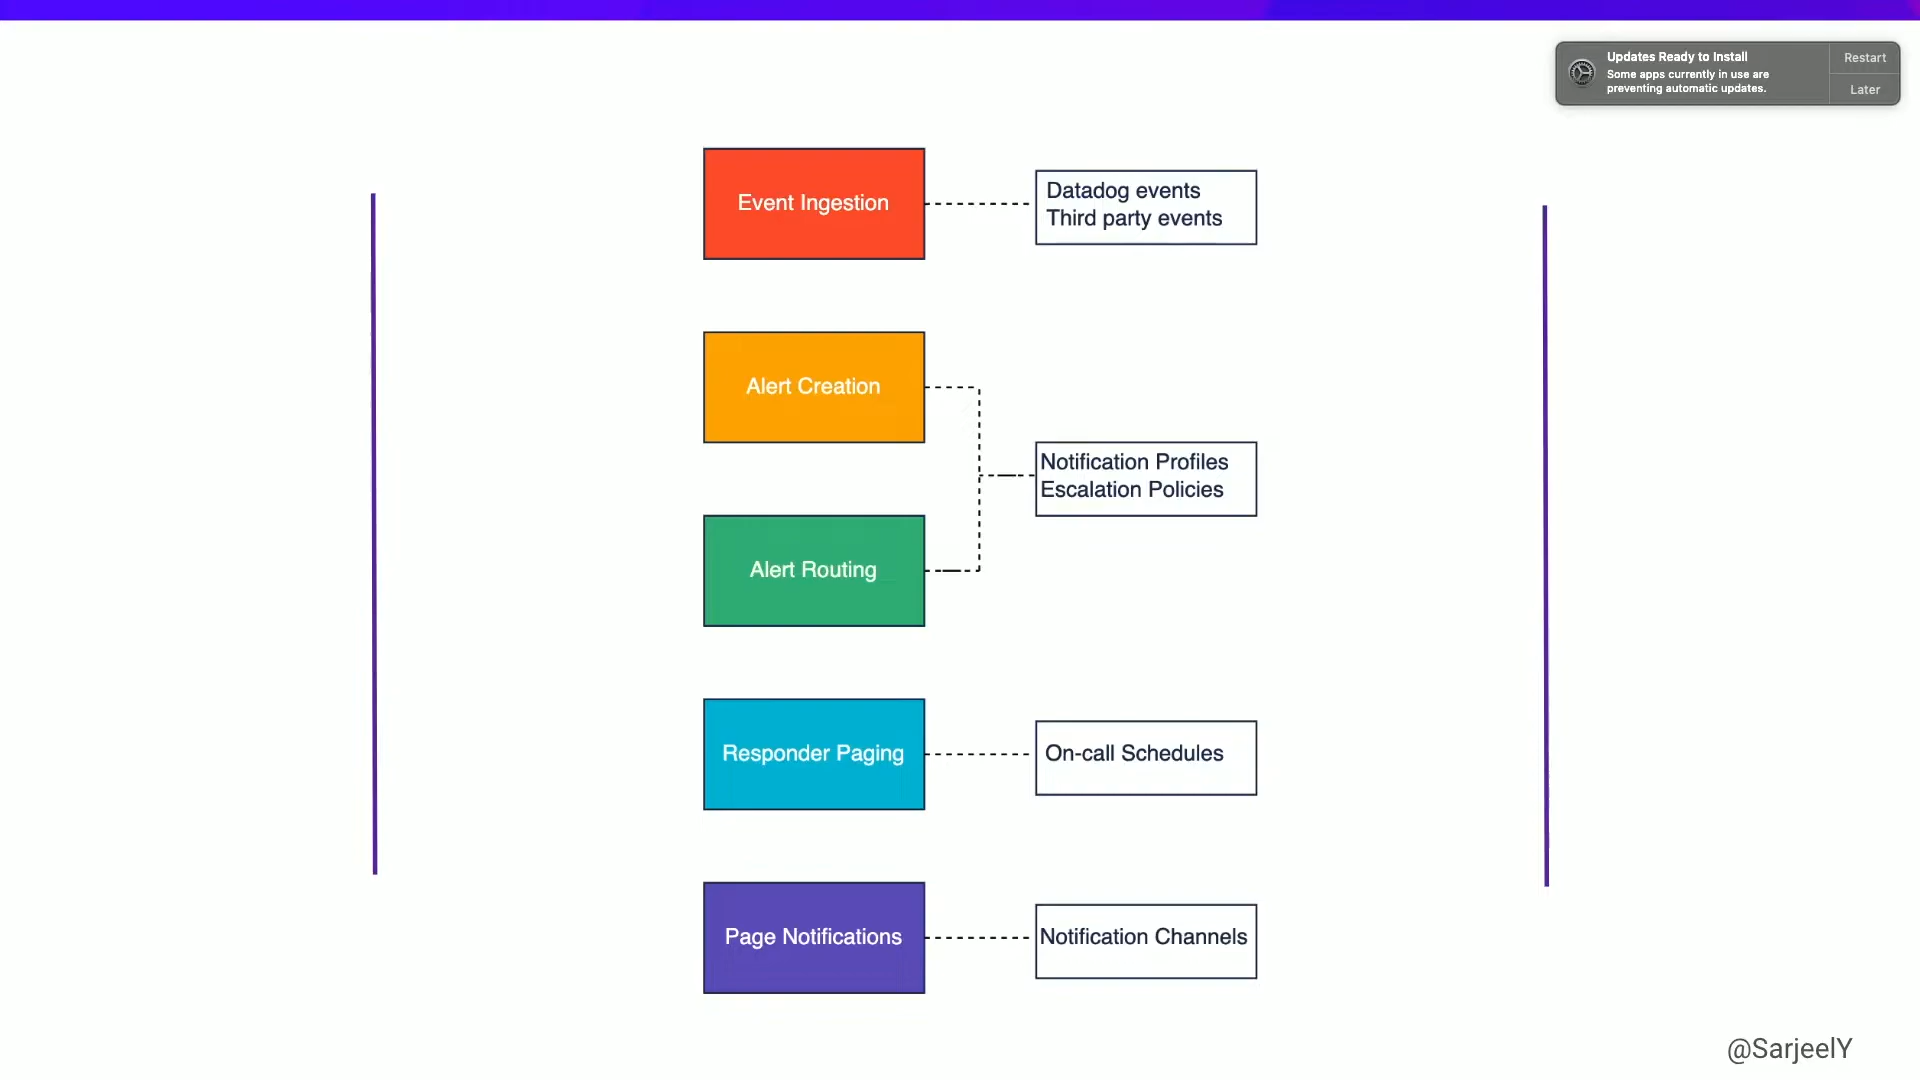 Updates Ready to Install
Some apps currently in use are
preventing automatic updates.
Restart
Later
Event Ingestion
Datadog events
Third party events
Alert Creation
Notification Profiles
Escalation Policies
Alert Routing
Responder Paging
On-call Schedules
Page Notifications
Notification Channels
@SarjeelY